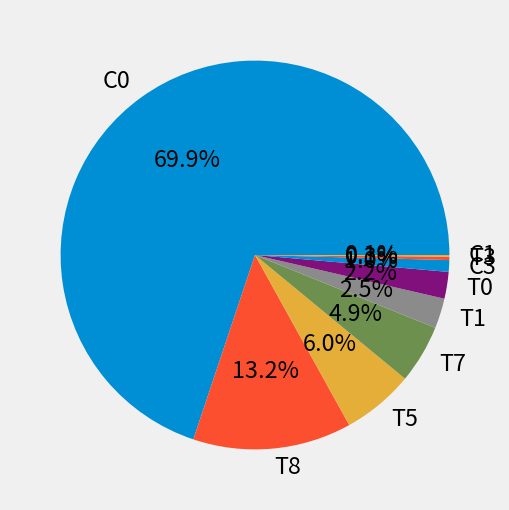 C0
69.9%
C1
T3
C3
T0
2.2%
T1
2.5%
T7
4.9%
T5
6.0%
T8
13.2%